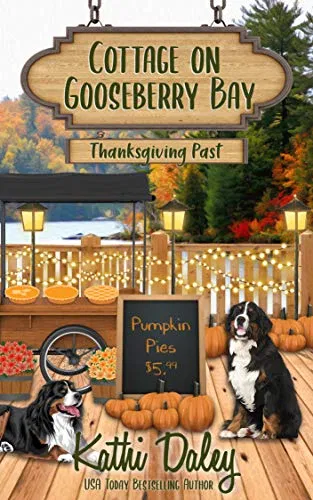 Cottage on
Gooseberry Bay
Thanksgiving Past
Pumpkin
Pies
$5.99
Kathi Daley
USA Today Bestselling Author